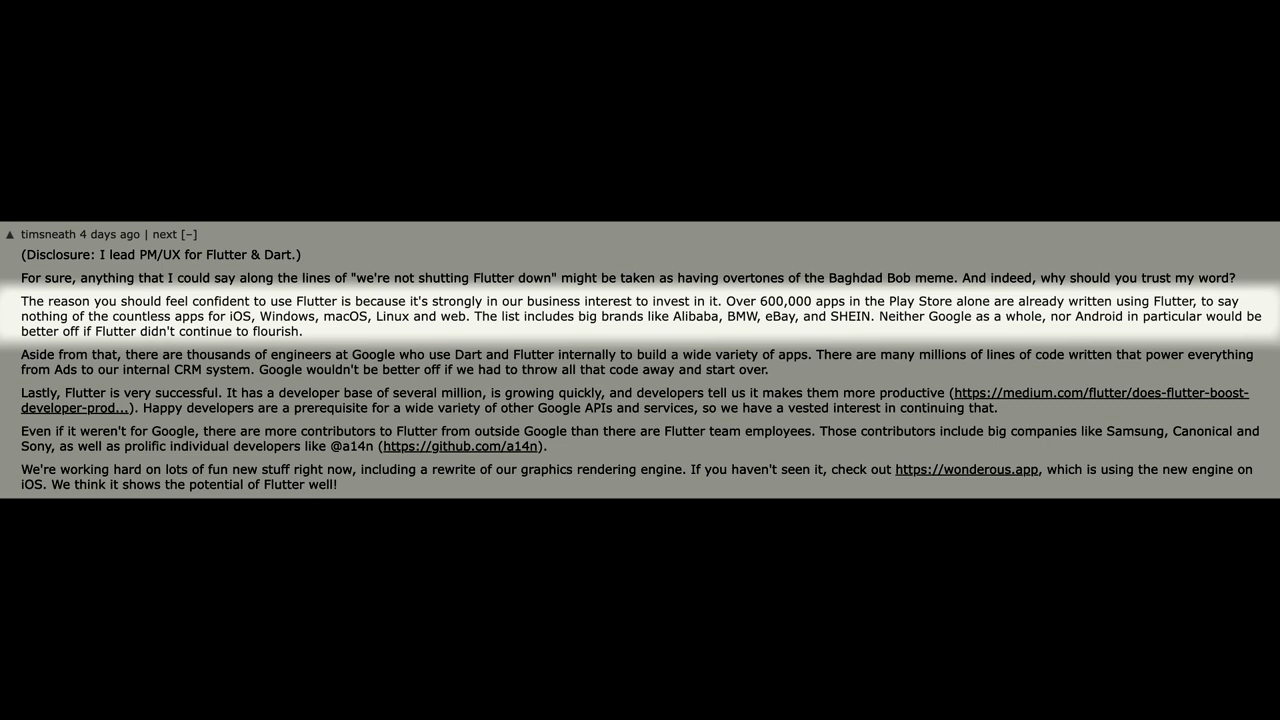 ▲ timsneath 4 days ago | next [–]
(Disclosure: I lead PM/UX for Flutter & Dart.)
For sure, anything that I could say along the lines of "we're not shutting Flutter down" might be taken as having overtones of the Baghdad Bob meme. And indeed, why should you trust my word?
The reason you should feel confident to use Flutter is because it's strongly in our business interest to invest in it. Over 600,000 apps in the Play Store alone are already written using Flutter, to say
nothing of the countless apps for iOS, Windows, macOS, Linux and web. The list includes big brands like Alibaba, BMW, eBay, and SHEIN. Neither Google as a whole, nor Android in particular would be
better off if Flutter didn't continue to flourish.
Aside from that, there are thousands of engineers at Google who use Dart and Flutter internally to build a wide variety of apps. There are many millions of lines of code written that power everything
from Ads to our internal CRM system. Google wouldn't be better off if we had to throw all that code away and start over.
Lastly, Flutter is very successful. It has a developer base of several million, is growing quickly, and developers tell us it makes them more productive (https://medium.com/flutter/does-flutter-boost-
developer-prod...). Happy developers are a prerequisite for a wide variety of other Google APIs and services, so we have a vested interest in continuing that.
Even if it weren't for Google, there are more contributors to Flutter from outside Google than there are Flutter team employees. Those contributors include big companies like Samsung, Canonical and
Sony, as well as prolific individual developers like @a14n (https://github.com/a14n).
We're working hard on lots of fun new stuff right now, including a rewrite of our graphics rendering engine. If you haven't seen it, check out https://wonderous.app, which is using the new engine on
iOS. We think it shows the potential of Flutter well!